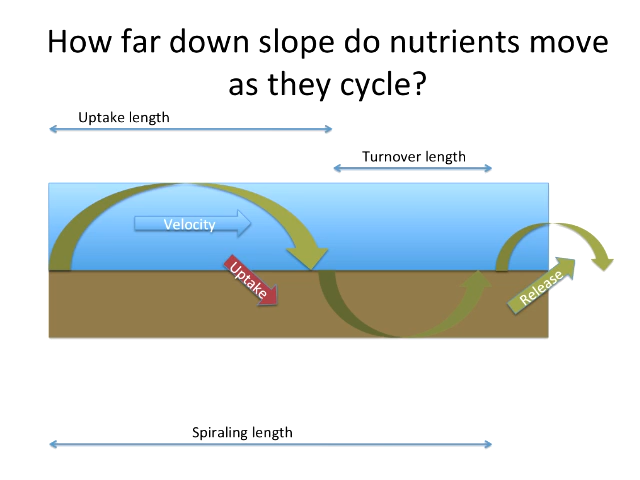 How far down slope do nutrients move
as they cycle?
Uptake length
Turnover length
Velocity
Uptake
Release
Spiraling length